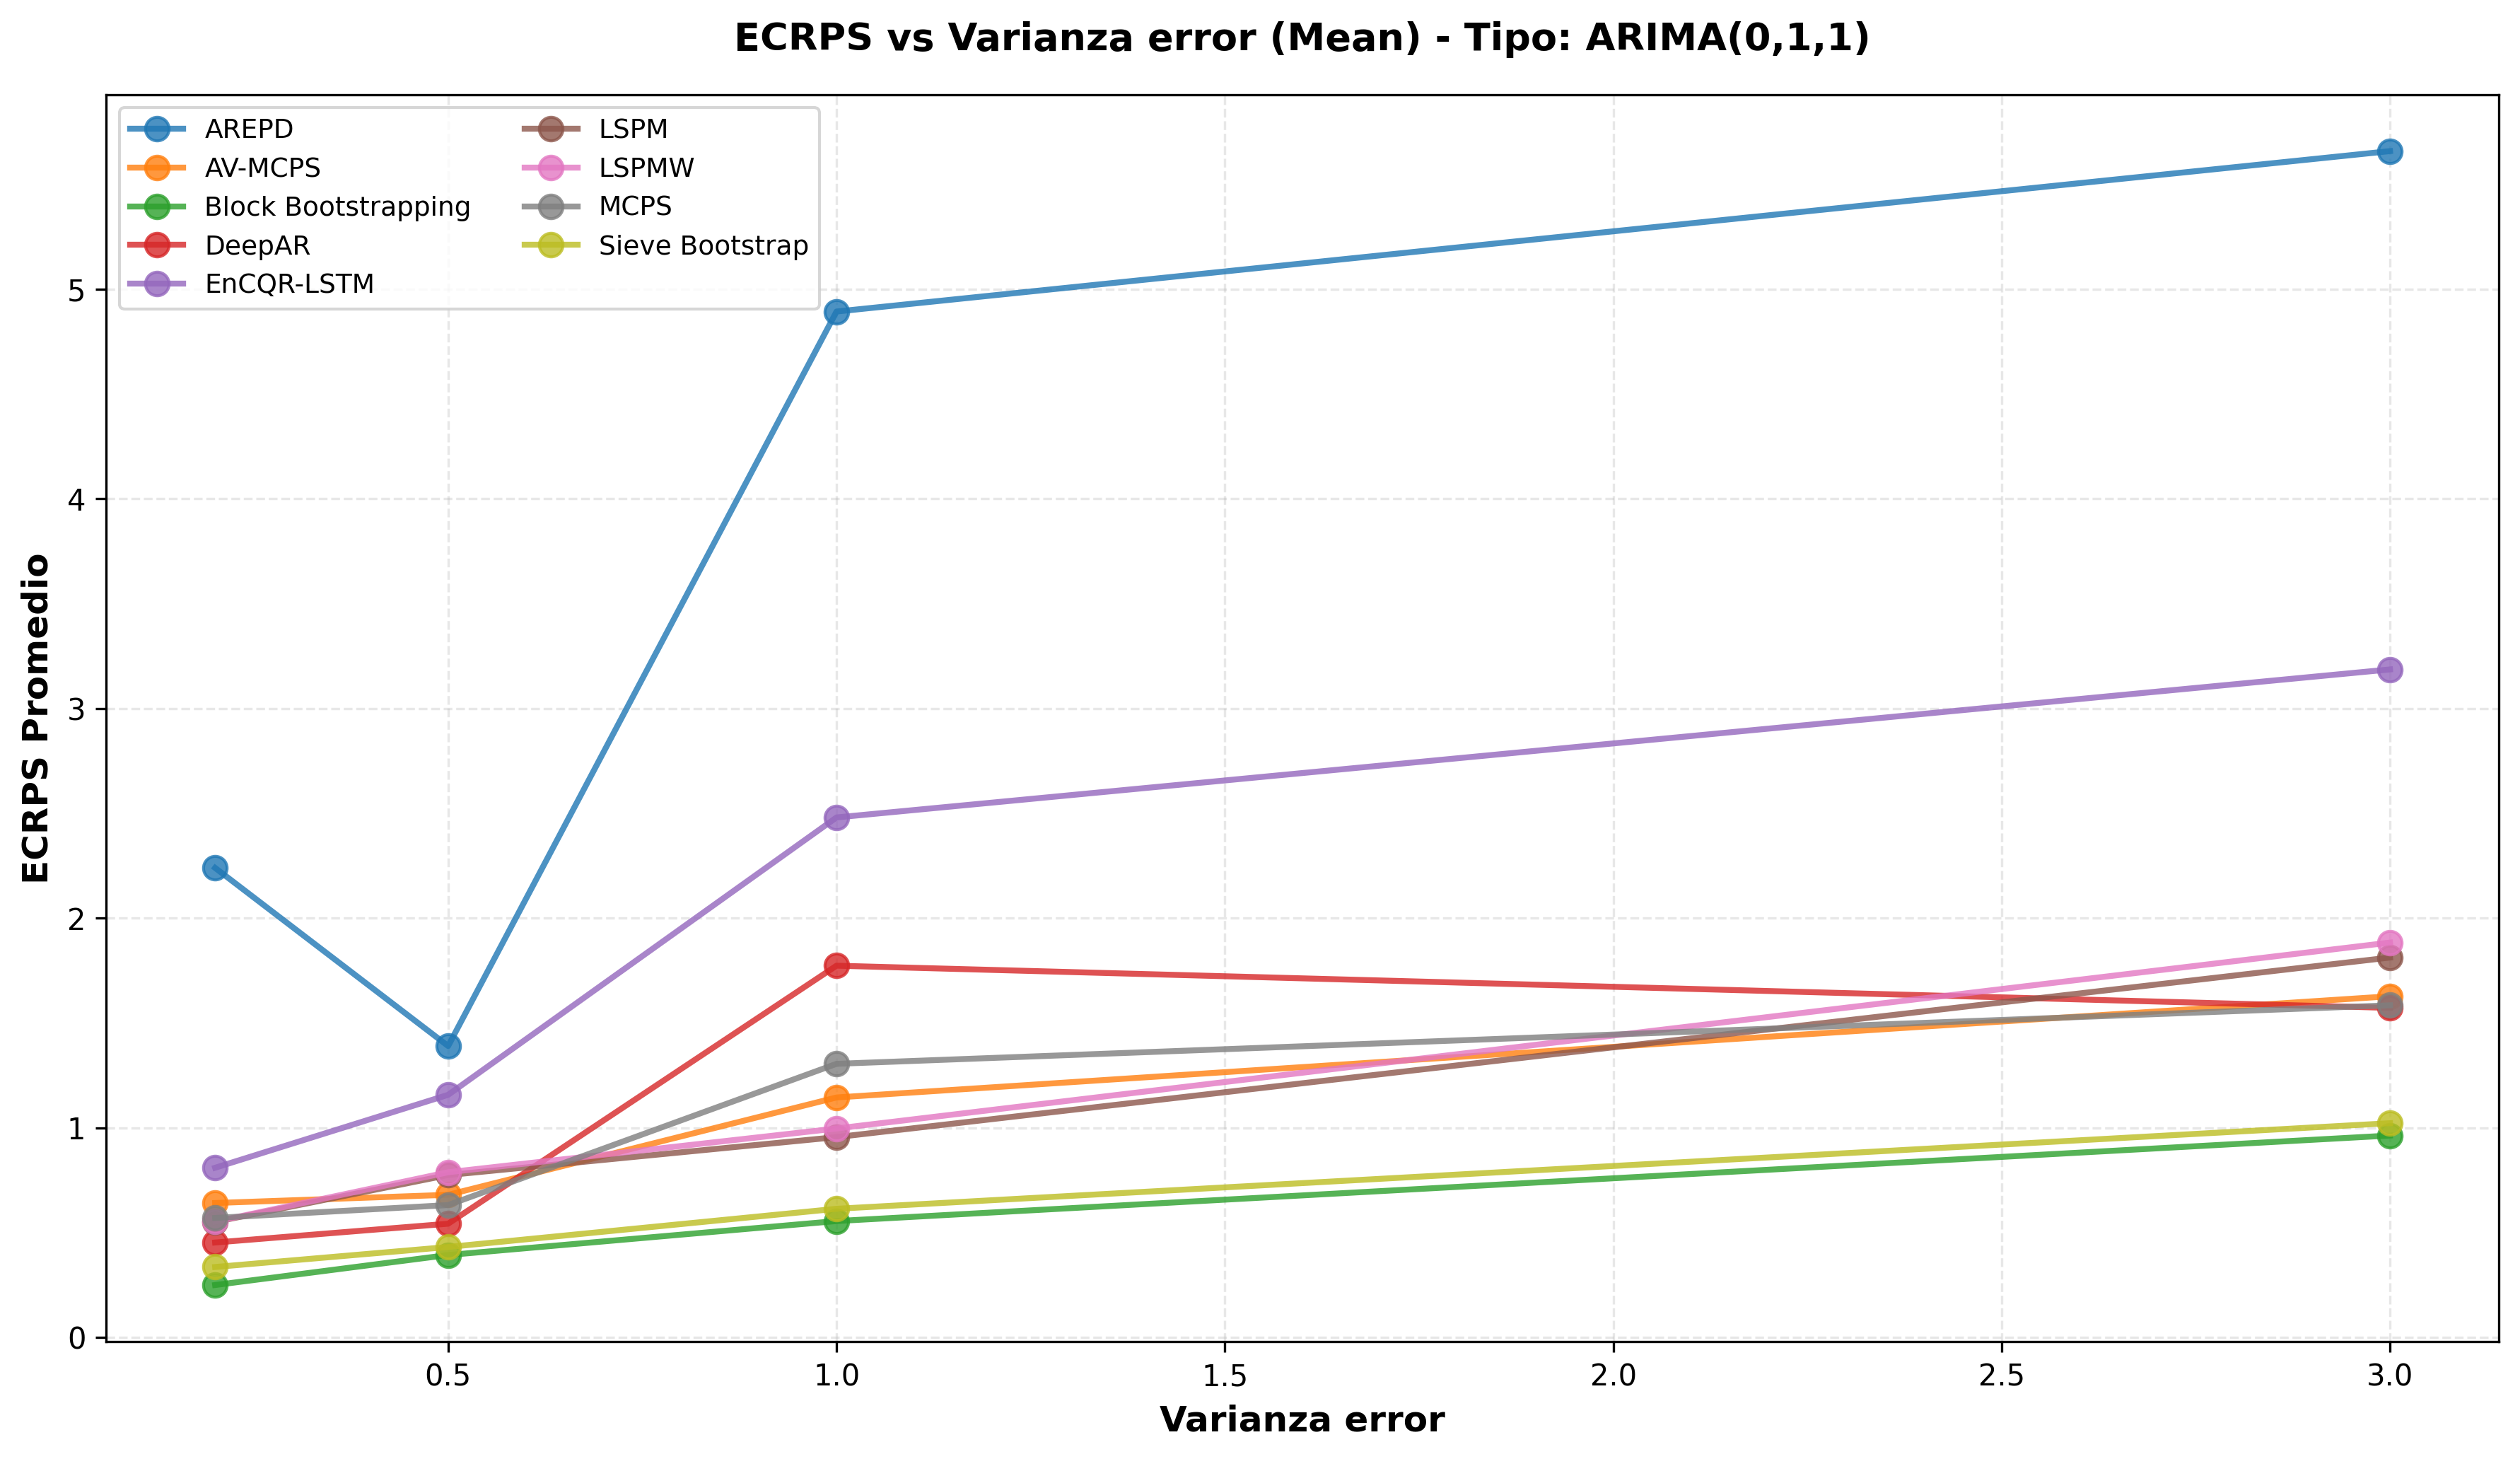 ECRPS vs Varianza error (Mean) - Tipo: ARIMA(0,1,1)
AREPD
AV-MCPS
Block Bootstrapping
DeepAR
EnCQR-LSTM
LSPM
LSPMW
MCPS
Sieve Bootstrap
ECRPS Promedio
5
4
3
2
1
0
0.5
1.0
1.5
2.0
2.5
3.0
Varianza error